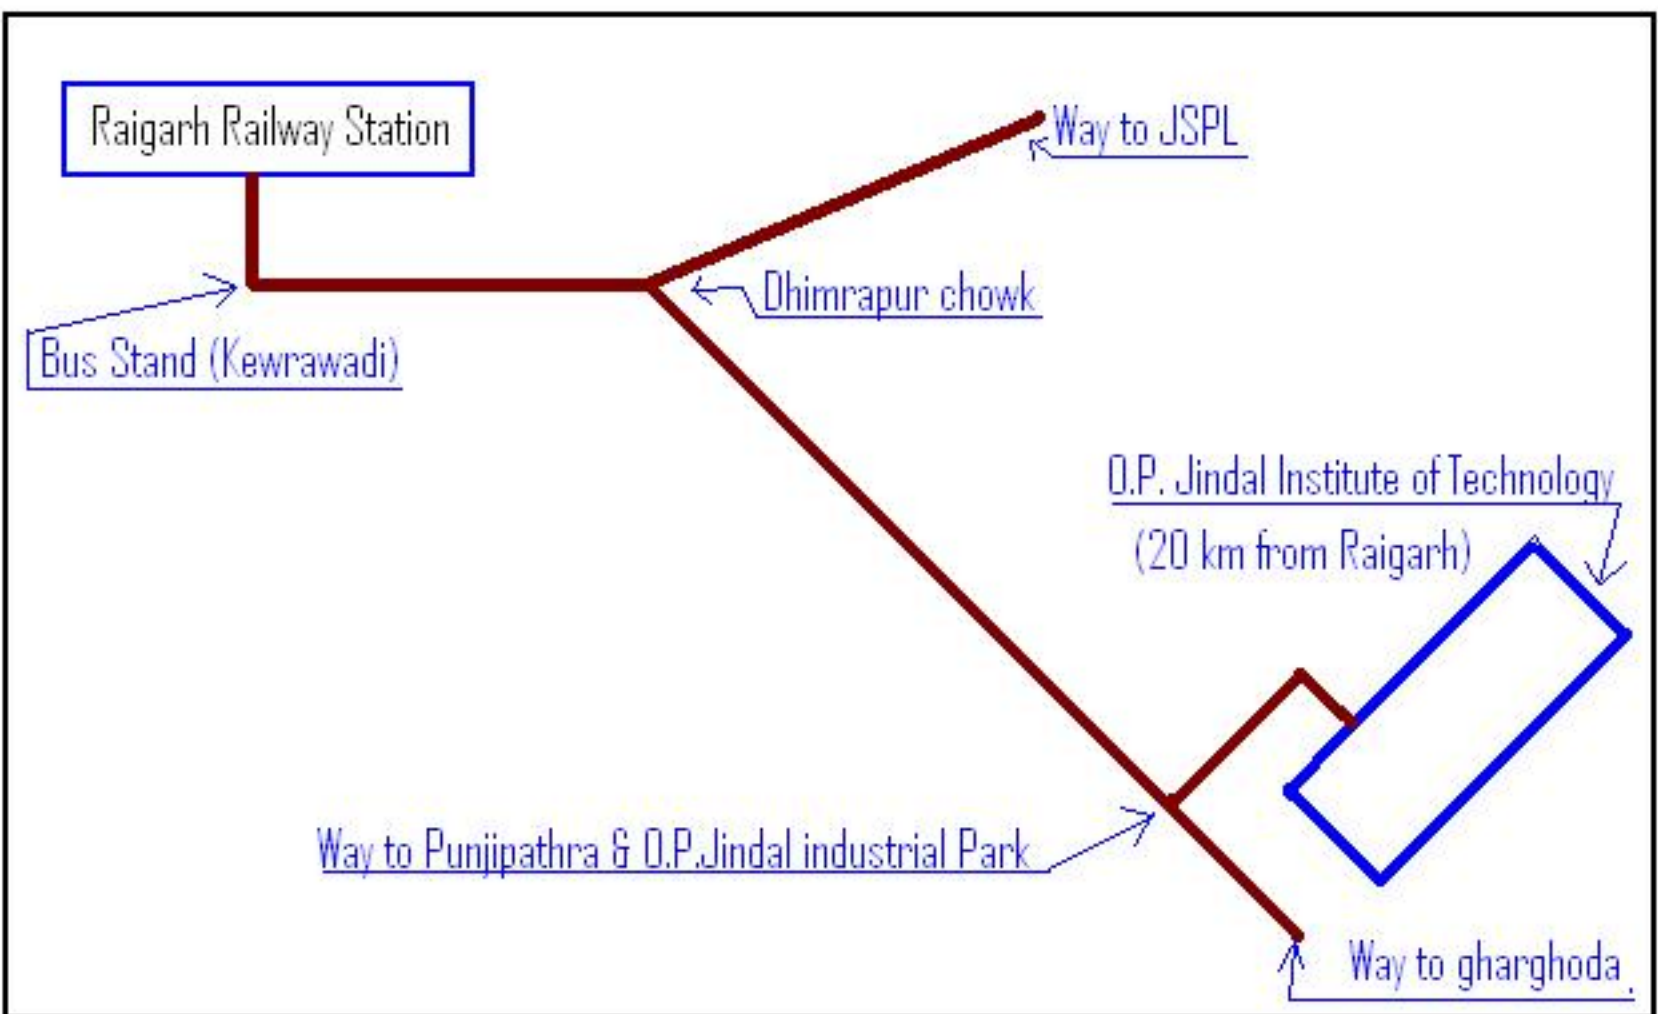 Raigarh Railway Station
Way to JSPL
Dhimrapur chowk
Bus Stand (Kewrawadi)
O.P. Jindal Institute of Technology
(20 km from Raigarh)
Way to Punjipathra & O.P.Jindal industrial Park
Way to gharghoda